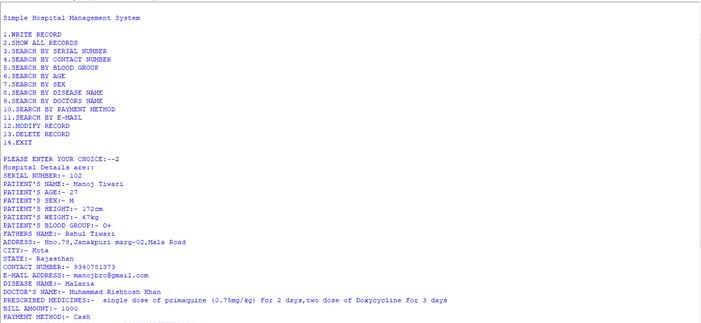 Simple Hospital Management System
1.WRITE RECORD
2.SHOW ALL RECORDS
3.SEARCH BY SERIAL NUMBER
4.SEARCH BY CONTACT NUMBER
5.SEARCH BY BLOOD GROUP
6.SEARCH BY AGE
7.SEARCH BY SEX
8.SEARCH BY DISEASE NAME
9.SEARCH BY DOCTORS NAME
10.SEARCH BY PAYMENT METHOD
11.SEARCH BY E-MAIL
12.MODIFY RECORD
13.DELETE RECORD
14.EXIT
PLEASE ENTER YOUR CHOICE:--2
Hospital Details are::
SERIAL NUMBER:- 102
PATIENT'S NAME:- Manoj Tiwari
PATIENT'S AGE:- 27
PATIENT'S SEX:- M
PATIENT'S HEIGHT:- 172cm
PATIENT'S WEIGHT:- 67kg
PATIENT'S BLOOD GROUP:- O+
FATHERS NAME:- Rahul Tiwari
ADDRESS:- Hno.78,Janakpuri marg-02,Mala Road
CITY:- Kota
STATE:- Rajasthan
CONTACT NUMBER:- 9340781373
E-MAIL ADDRESS:- manojbro@gmail.com
DISEASE NAME:- Malaria
DOCTOR'S NAME:- Muhammad Rishtosh Khan
PRESCRIBED MEDICINES:- single dose of primaquine (0.75mg/kg) For 2 days,two dose of Doxycycline For 3 days
BILL AMOUNT:- 1000
PAYMENT METHOD:- Cash